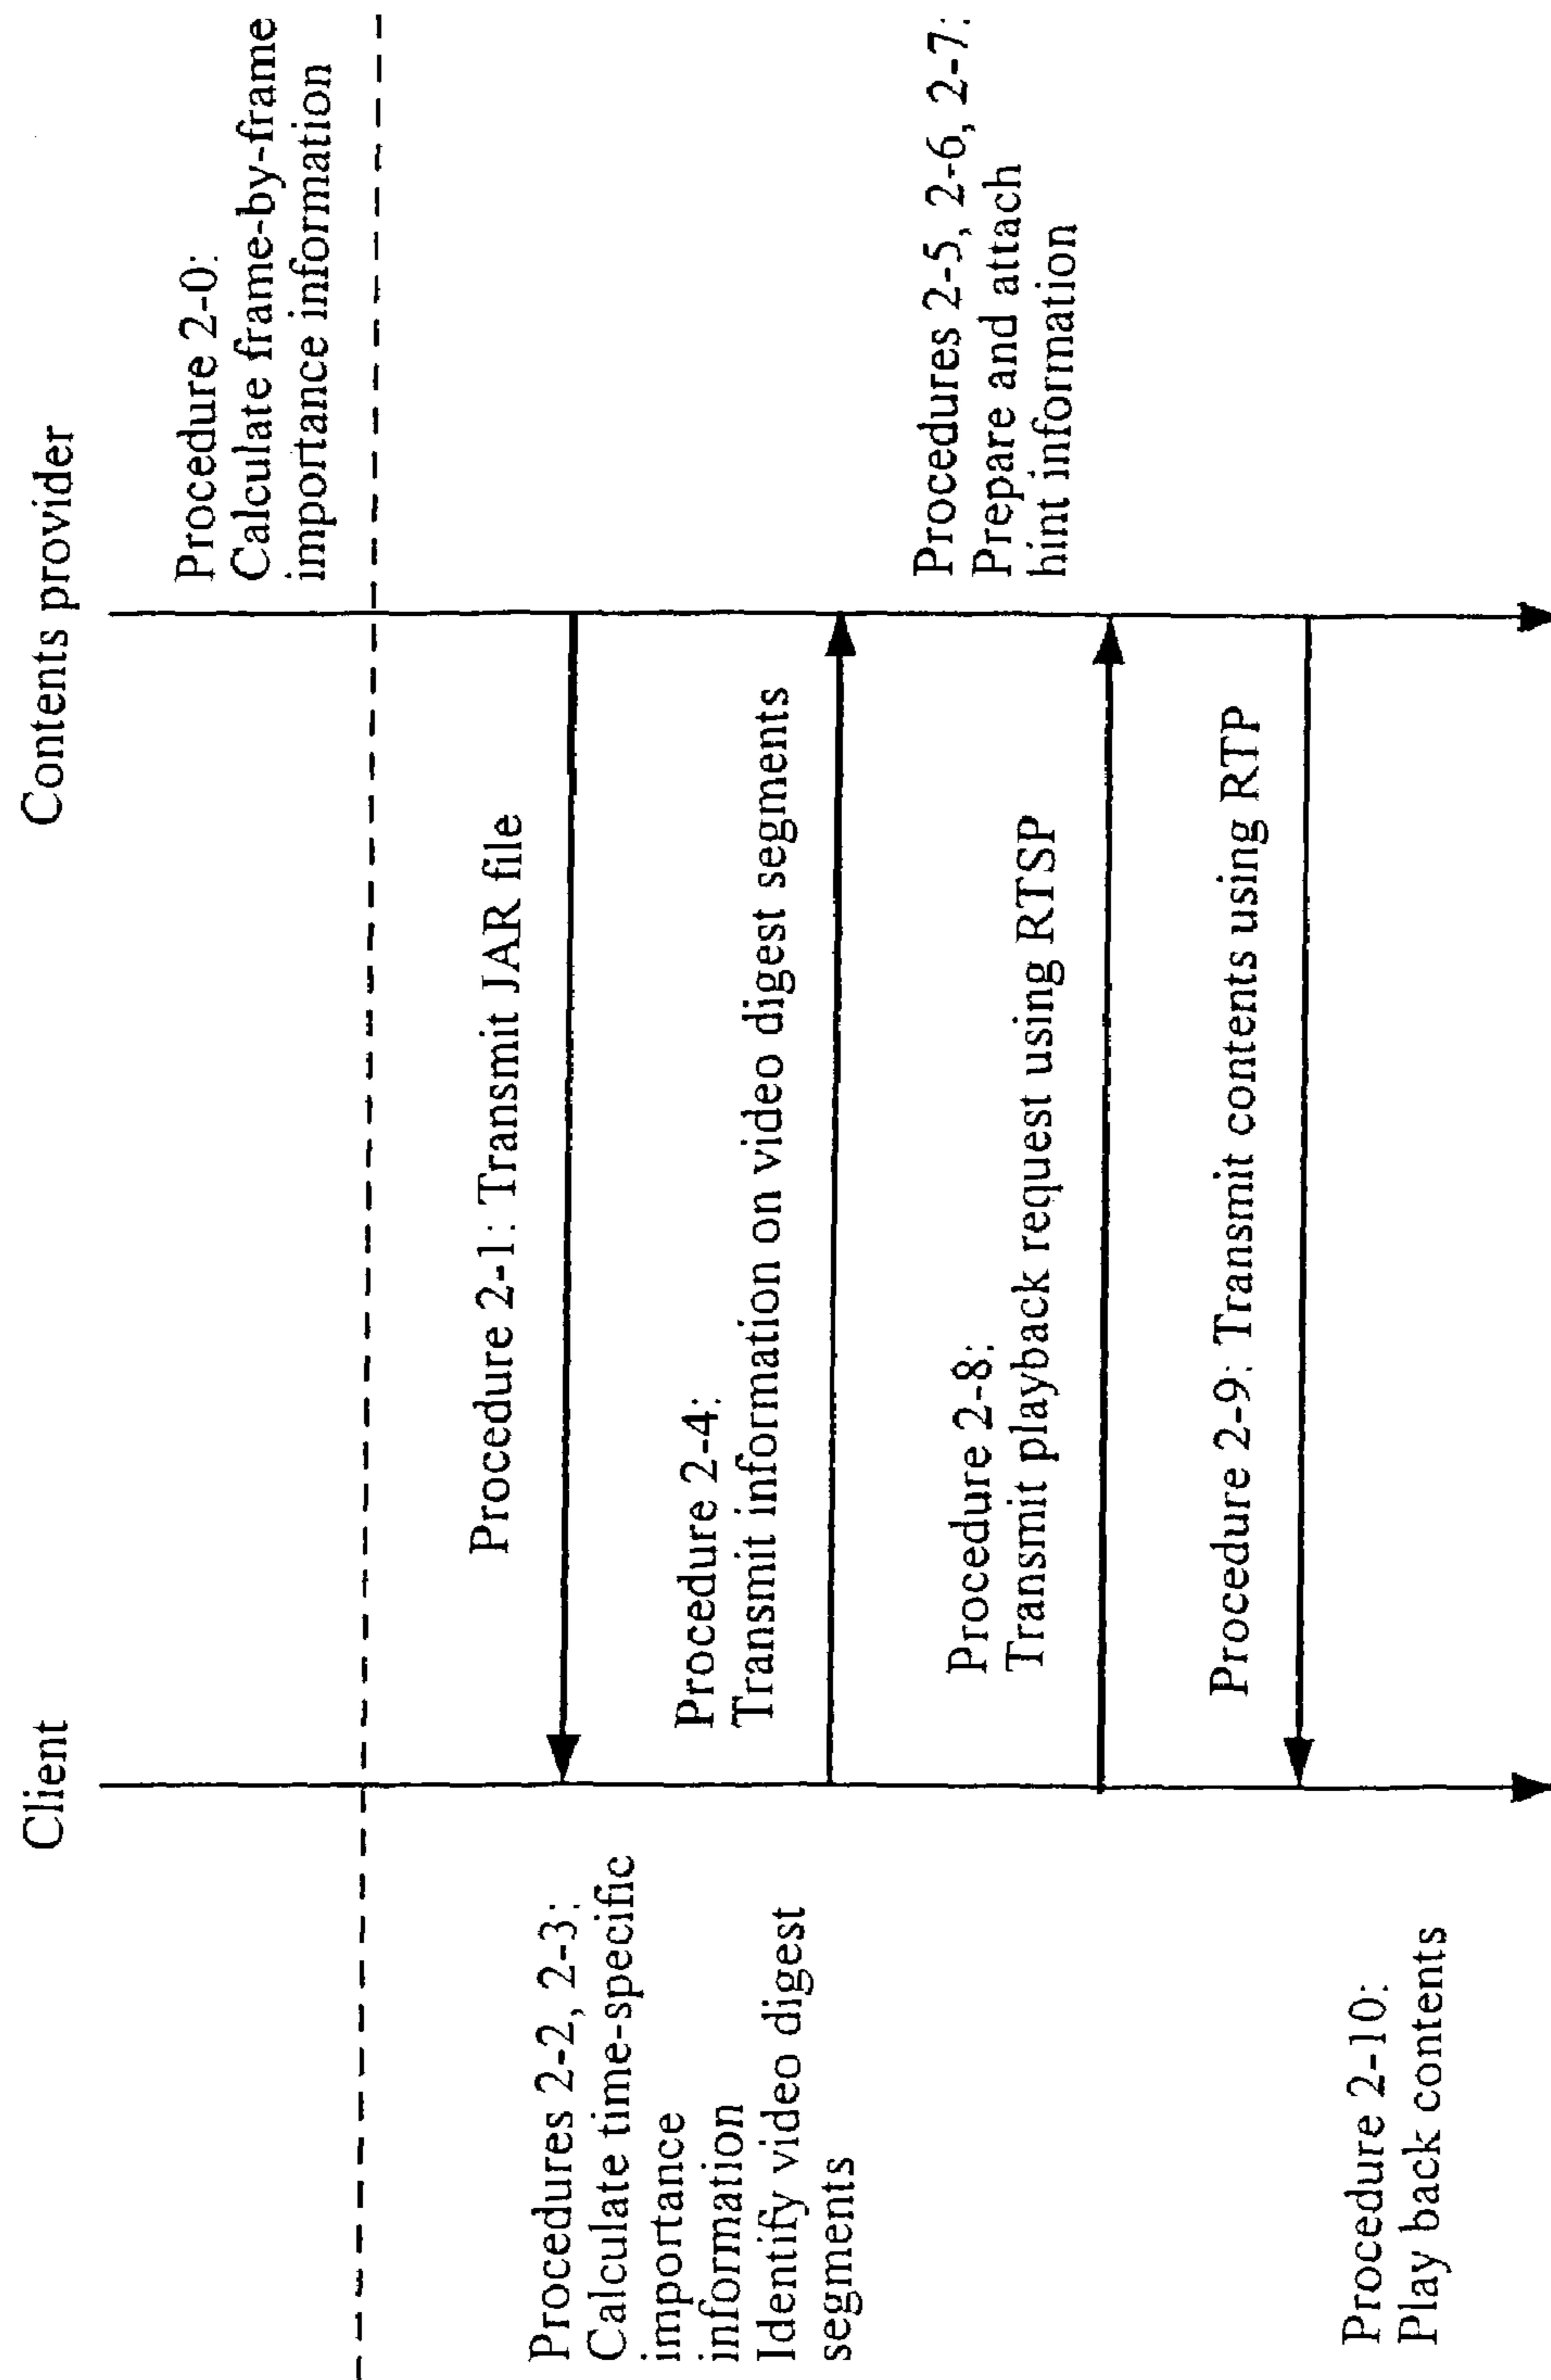 Client
Contents provider
Procedure 2-0:
Calculate frame-by-frame
importance information
Procedure 2-1: Transmit JAR file
Procedures 2-2, 2-3:
Calculate time-specific
importance
information
Identify video digest
segments
Procedure 2-4:
Transmit information on video digest segments
Procedures 2-5, 2-6, 2-7:
Prepare and attach
hint information
Procedure 2-8:
Transmit playback request using RTSP
Procedure 2-9: Transmit contents using RTP
Procedure 2-10:
Play back contents